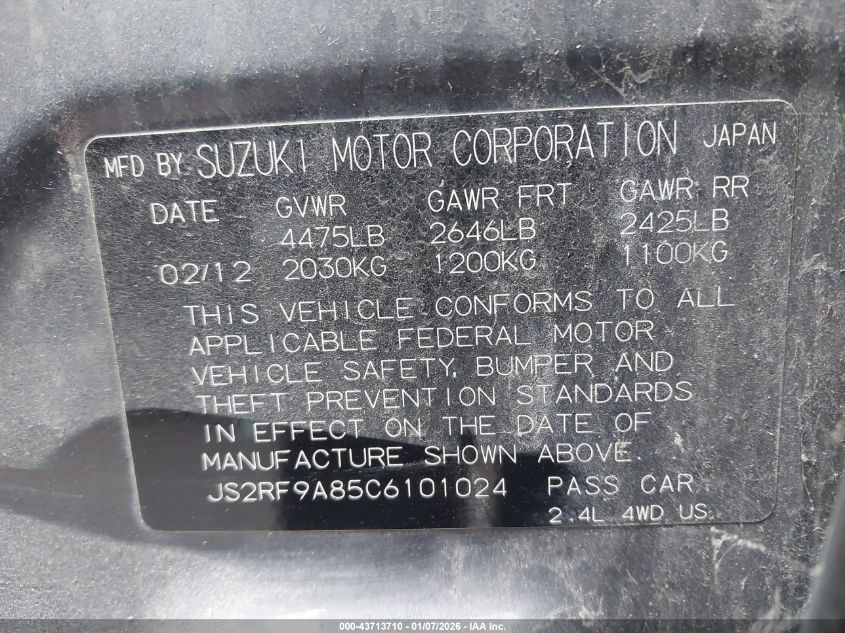 MFD BY SUZUKI MOTOR CORPORATION JAPAN
DATE GVWR GAWR FRT GAWR RR
4475LB 2646LB 2425LB
02/12 2030KG 1200KG 1100KG
THIS VEHICLE CONFORMS TO ALL
APPLICABLE FEDERAL MOTOR
VEHICLE SAFETY, BUMPER AND
THEFT PREVENTION STANDARDS
IN EFFECT ON THE DATE OF
MANUFACTURE SHOWN ABOVE.
JS2RF9A85C6101024 PASS CAR
2.4L 4WD US
000-43713710 - 01/07/2026 - IAA Inc.